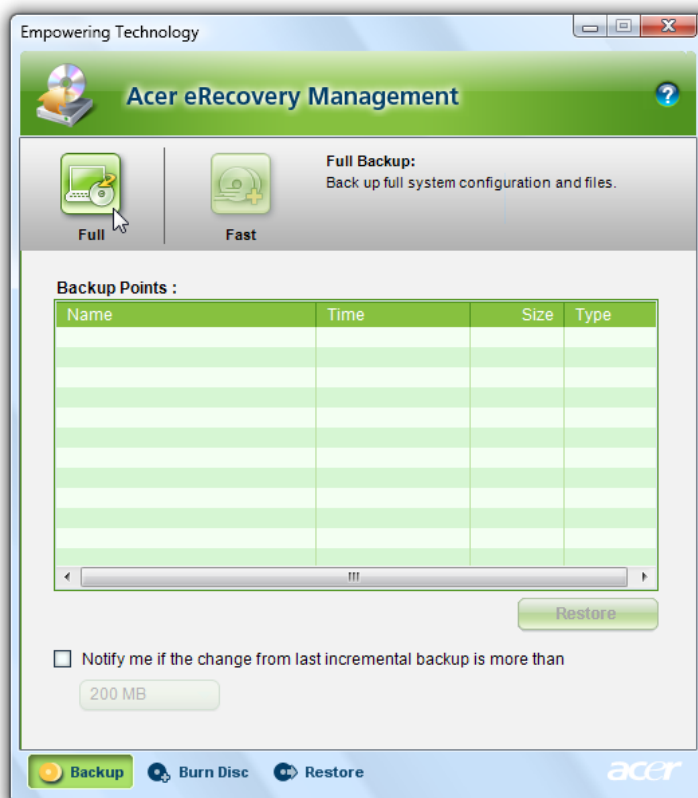 Empowering Technology
Acer eRecovery Management
Full
Fast
Full Backup:
Back up full system configuration and files.
Backup Points :
Name Time Size Type
Restore
Notify me if the change from last incremental backup is more than
200 MB
Backup Burn Disc Restore acer